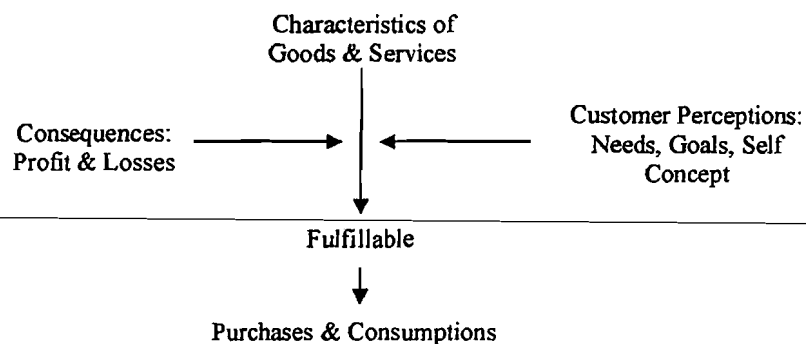 Characteristics of
Goods & Services
Consequences:
Profit & Losses
Customer Perceptions:
Needs, Goals, Self
Concept
Fulfillable
Purchases & Consumptions